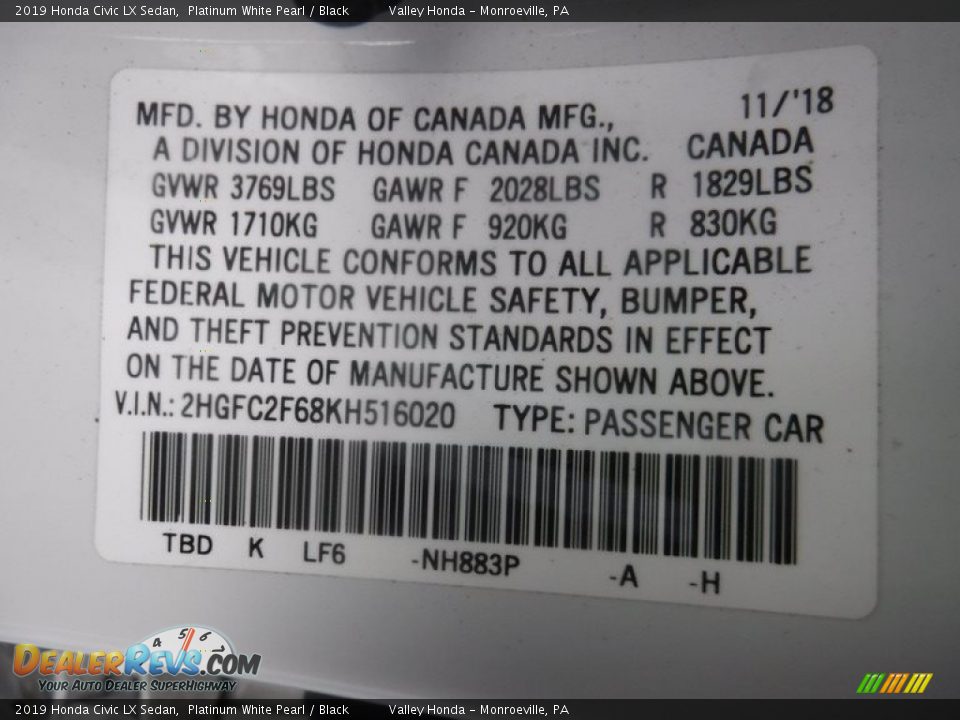 2019 Honda Civic LX Sedan, Platinum White Pearl / Black Valley Honda - Monroeville, PA
MFD. BY HONDA OF CANADA MFG., 11/'18
A DIVISION OF HONDA CANADA INC. CANADA
GVWR 3769LBS GAWR F 2028LBS R 1829LBS
GVWR 1710KG GAWR F 920KG R 830KG
THIS VEHICLE CONFORMS TO ALL APPLICABLE
FEDERAL MOTOR VEHICLE SAFETY, BUMPER,
AND THEFT PREVENTION STANDARDS IN EFFECT
ON THE DATE OF MANUFACTURE SHOWN ABOVE.
V.I.N.: 2HGFC2F68KH516020 TYPE: PASSENGER CAR
TBD K LF6 -NH883P -A -H
4 5 6 7
DEALERREVS.COM
YOUR AUTO DEALER SUPERHIGHWAY
2019 Honda Civic LX Sedan, Platinum White Pearl / Black Valley Honda - Monroeville, PA